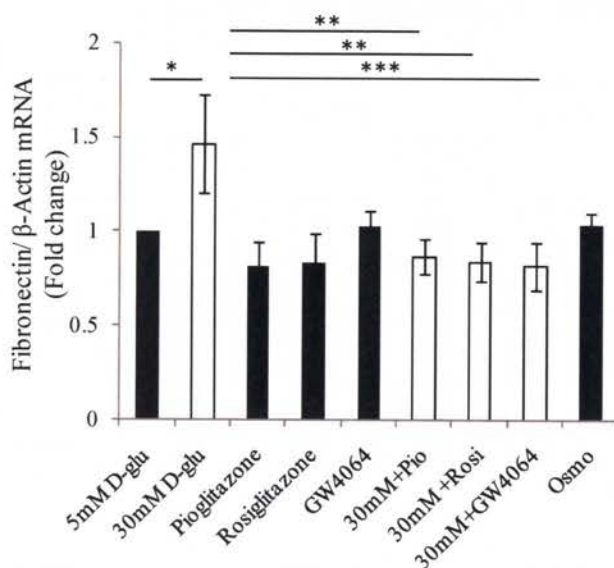 **
**
* ***
2
1.5
1
0.5
0
Fibronectin/ β-Actin mRNA
(Fold change)
5mM D-glu
30mM D-glu
Pioglitazone
Rosiglitazone
GW4064
30mM+Pio
30mM+Rosi
30mM+GW4064
Osmo